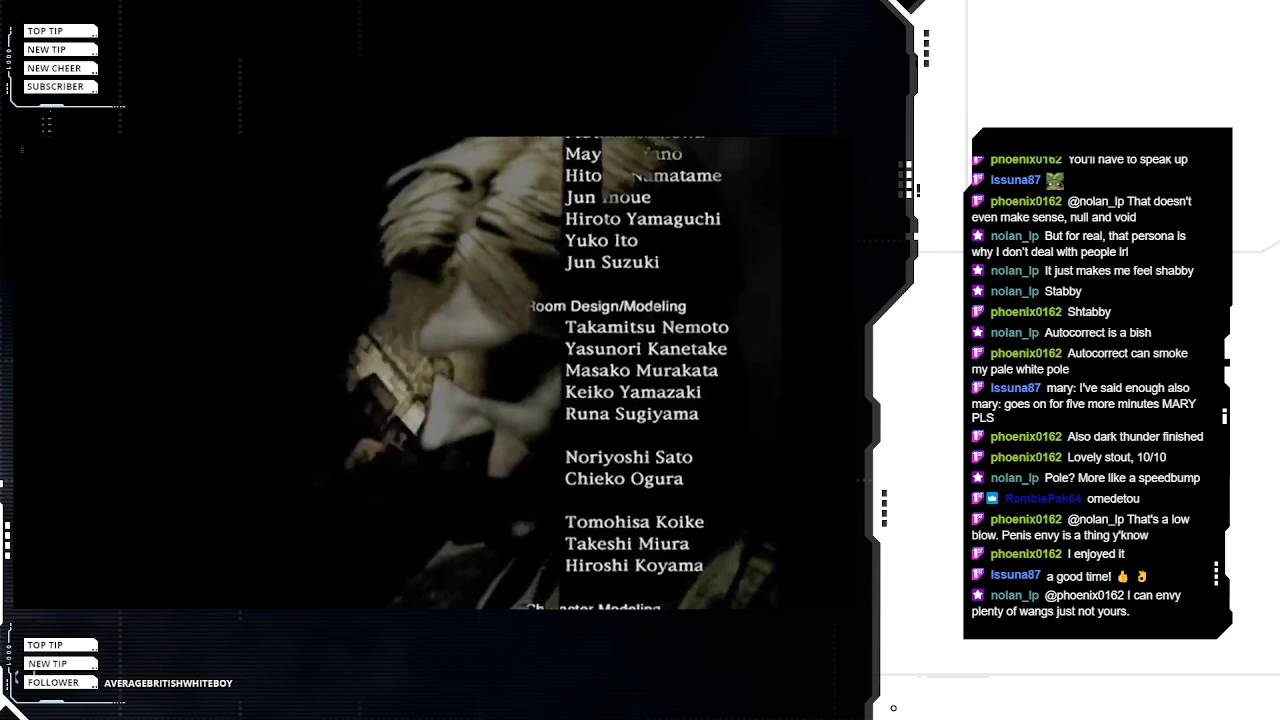 TOP TIP
NEW TIP
NEW CHEER
SUBSCRIBER
Jun Inoue
Hiroto Yamaguchi
Yuko Ito
Jun Suzuki
Room Design/Modeling
Takamitsu Nemoto
Yasunori Kanetake
Masako Murakata
Keiko Yamazaki
Runa Sugiyama
Noriyoshi Sato
Chieko Ogura
Tomohisa Koike
Takeshi Miura
Hiroshi Koyama
TOP TIP
NEW TIP
FOLLOWER AVERAGEBRITISHWHITEBOY
phoenix0162 You'll have to speak up
Issuna87
phoenix0162 @nolan_lp That doesn't
even make sense, null and void
nolan_lp But for real, that persona is
why I don't deal with people irl
nolan_lp It just makes me feel shabby
nolan_lp Stabby
phoenix0162 Shtabby
nolan_lp Autocorrect is a bish
phoenix0162 Autocorrect can smoke
my pale white pole
Issuna87 mary: I've said enough also
mary: goes on for five more minutes MARY
PLS
phoenix0162 Also dark thunder finished
phoenix0162 Lovely stout, 10/10
nolan_lp Pole? More like a speedbump
RamblePak64 omedetou
phoenix0162 @nolan_lp That's a low
blow. Penis envy is a thing y'know
phoenix0162 I enjoyed it
Issuna87 a good time! 👍 👌
nolan_lp @phoenix0162 I can envy
plenty of wangs just not yours.